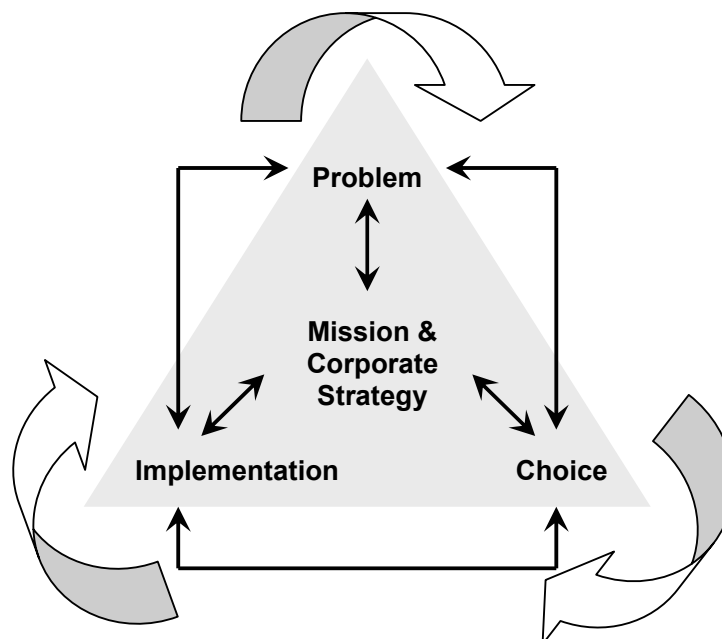 Problem
Mission &
Corporate
Strategy
Implementation
Choice